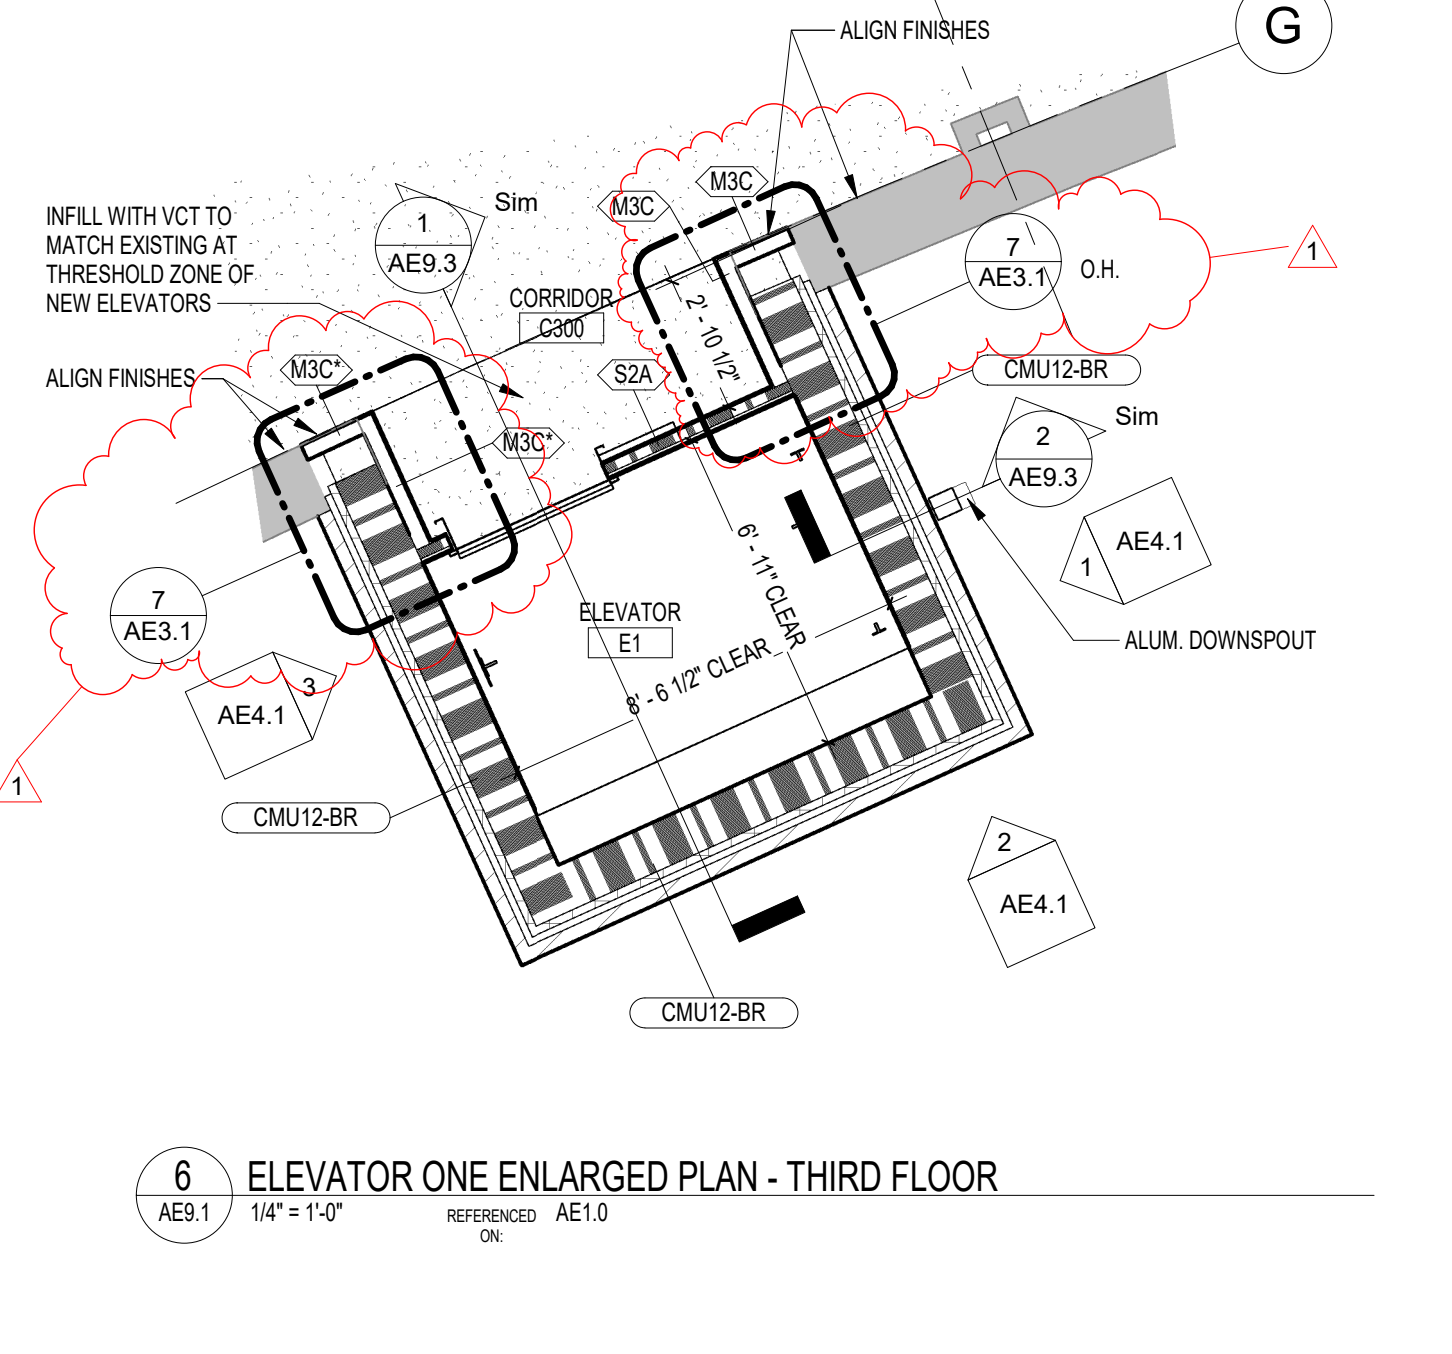 ALIGN FINISHES
G
M3C
M3C
1
AE9.3
Sim
INFILL WITH VCT TO
MATCH EXISTING AT
THRESHOLD ZONE OF
NEW ELEVATORS
7
AE3.1
O.H.
1
CORRIDOR
C300
2' - 10 1/2"
ALIGN FINISHES
M3C*
S2A
CMU12-BR
M3C*
2
AE9.3
Sim
6' - 11" CLEAR
AE4.1
1
7
AE3.1
ELEVATOR
E1
ALUM. DOWNSPOUT
8' - 6 1/2" CLEAR
3
AE4.1
1
CMU12-BR
2
AE4.1
CMU12-BR
6
AE9.1
ELEVATOR ONE ENLARGED PLAN - THIRD FLOOR
1/4" = 1'-0"
REFERENCED
ON:
AE1.0